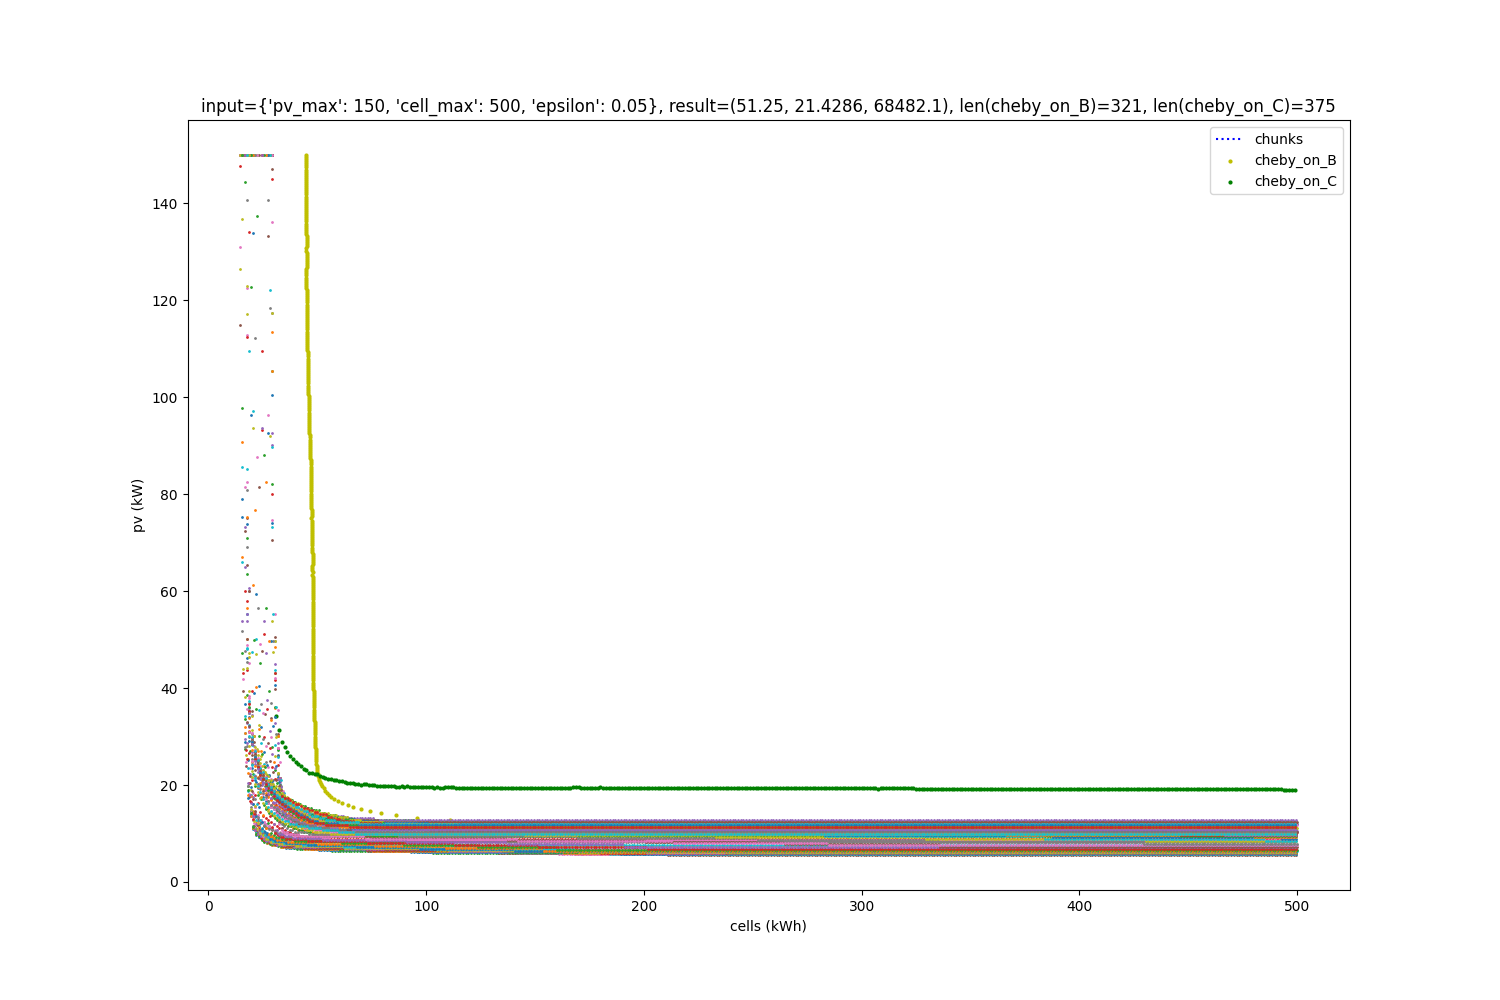 input={'pv_max': 150, 'cell_max': 500, 'epsilon': 0.05}, result=(51.25, 21.4286, 68482.1), len(cheby_on_B)=321, len(cheby_on_C)=375
chunks
cheby_on_B
cheby_on_C
140
120
100
80
60
40
20
0
pv (kW)
0 100 200 300 400 500
cells (kWh)